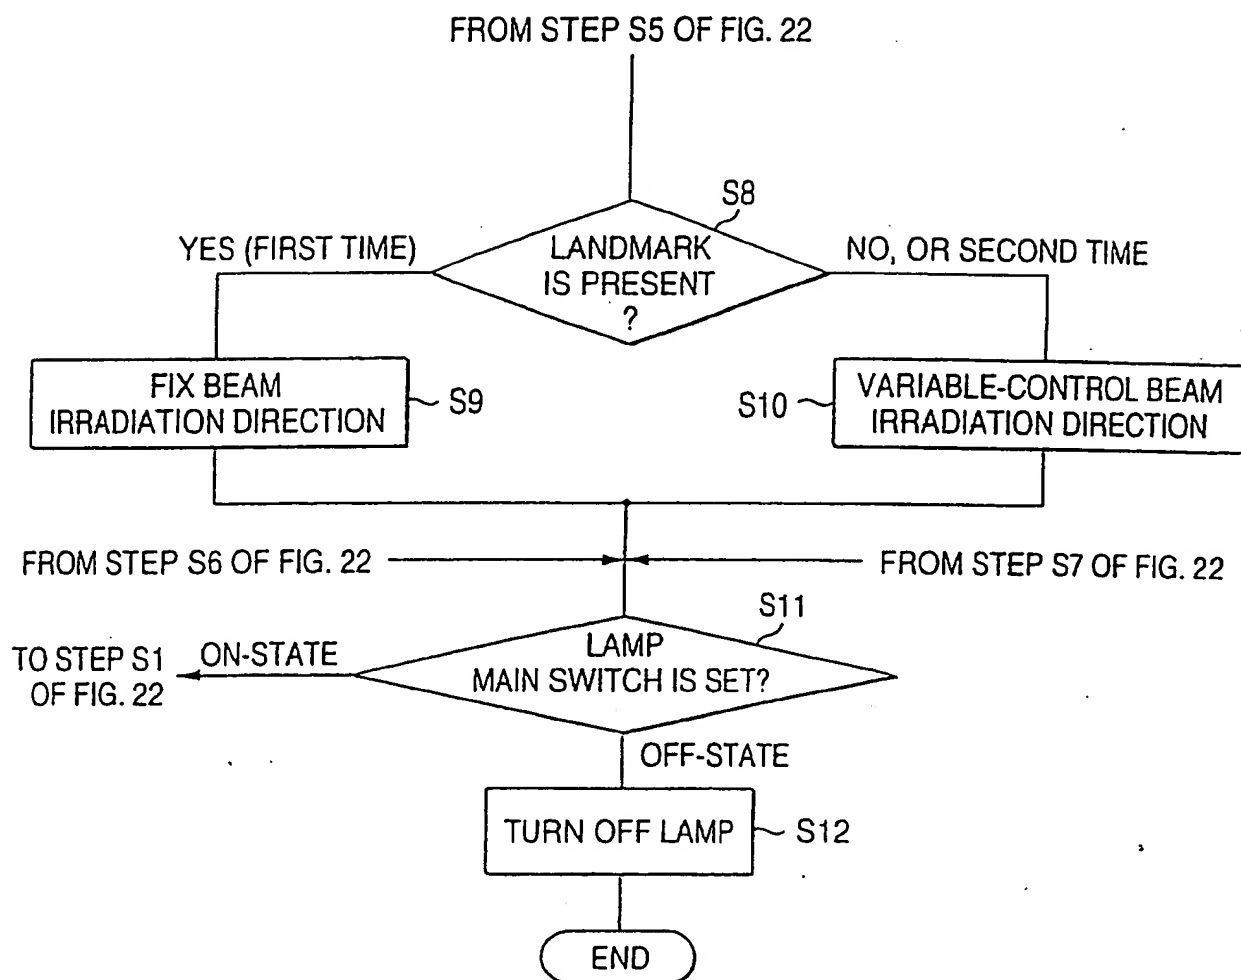 FROM STEP S5 OF FIG. 22
S8
YES (FIRST TIME)
LANDMARK
IS PRESENT
?
NO, OR SECOND TIME
FIX BEAM
IRRADIATION DIRECTION
S9
S10
VARIABLE-CONTROL BEAM
IRRADIATION DIRECTION
FROM STEP S6 OF FIG. 22
FROM STEP S7 OF FIG. 22
S11
TO STEP S1
OF FIG. 22
ON-STATE
LAMP
MAIN SWITCH IS SET?
OFF-STATE
TURN OFF LAMP
S12
END